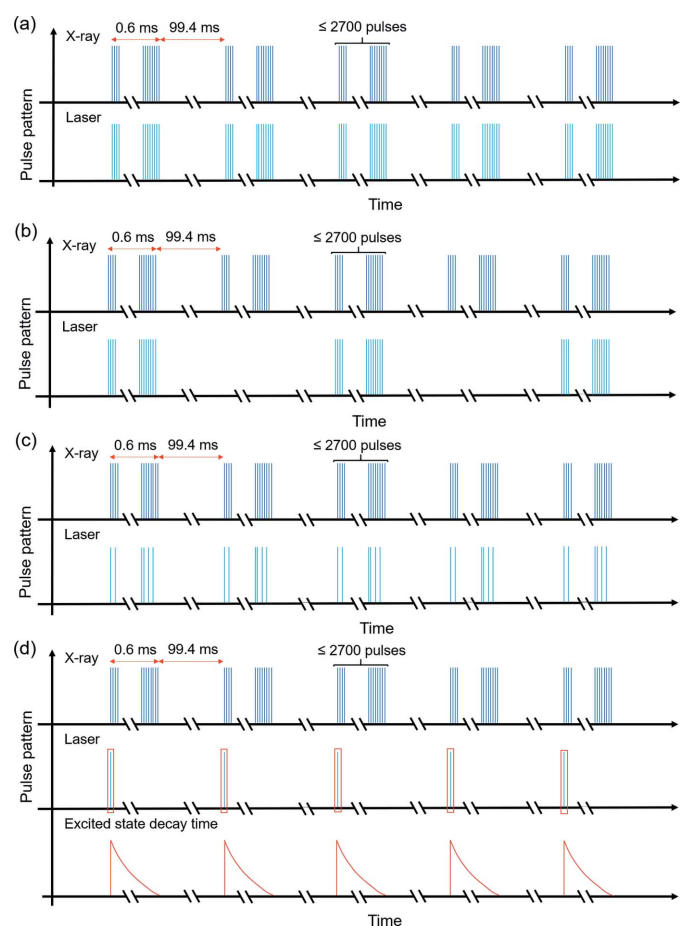 (a)
X-ray
0.6 ms
99.4 ms
≤ 2700 pulses
Pulse pattern
Laser
Time
(b)
X-ray
0.6 ms
99.4 ms
≤ 2700 pulses
Pulse pattern
Laser
Time
(c)
X-ray
0.6 ms
99.4 ms
≤ 2700 pulses
Pulse pattern
Laser
Time
(d)
X-ray
0.6 ms
99.4 ms
≤ 2700 pulses
Pulse pattern
Laser
Excited state decay time
Time